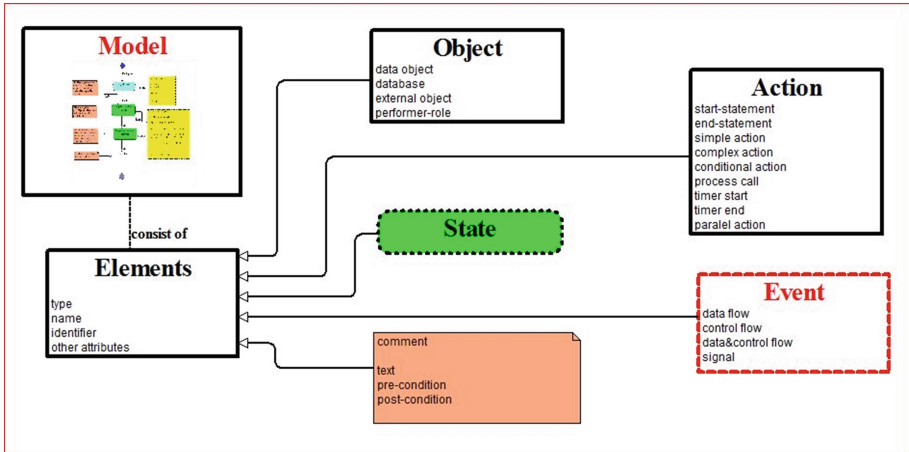 Model
consist of
Elements
type
name
identifier
other attributes
Object
data object
database
external object
performer-role
State
comment
text
pre-condition
post-condition
Action
start-statement
end-statement
simple action
complex action
conditional action
process call
timer start
timer end
paralel action
Event
data flow
control flow
data&control flow
signal